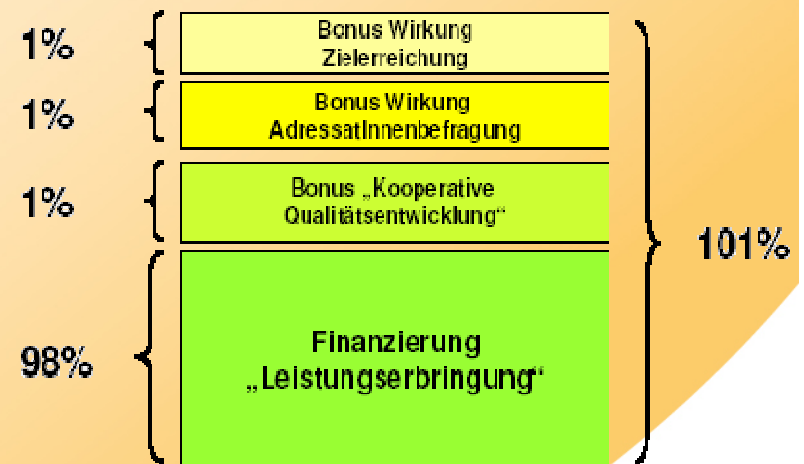 1%
Bonus Wirkung
Zielerreichung
1%
Bonus Wirkung
AdressatInnenbefragung
1%
Bonus „Kooperative
Qualitätsentwicklung“
101%
98%
Finanzierung
„Leistungserbringung“